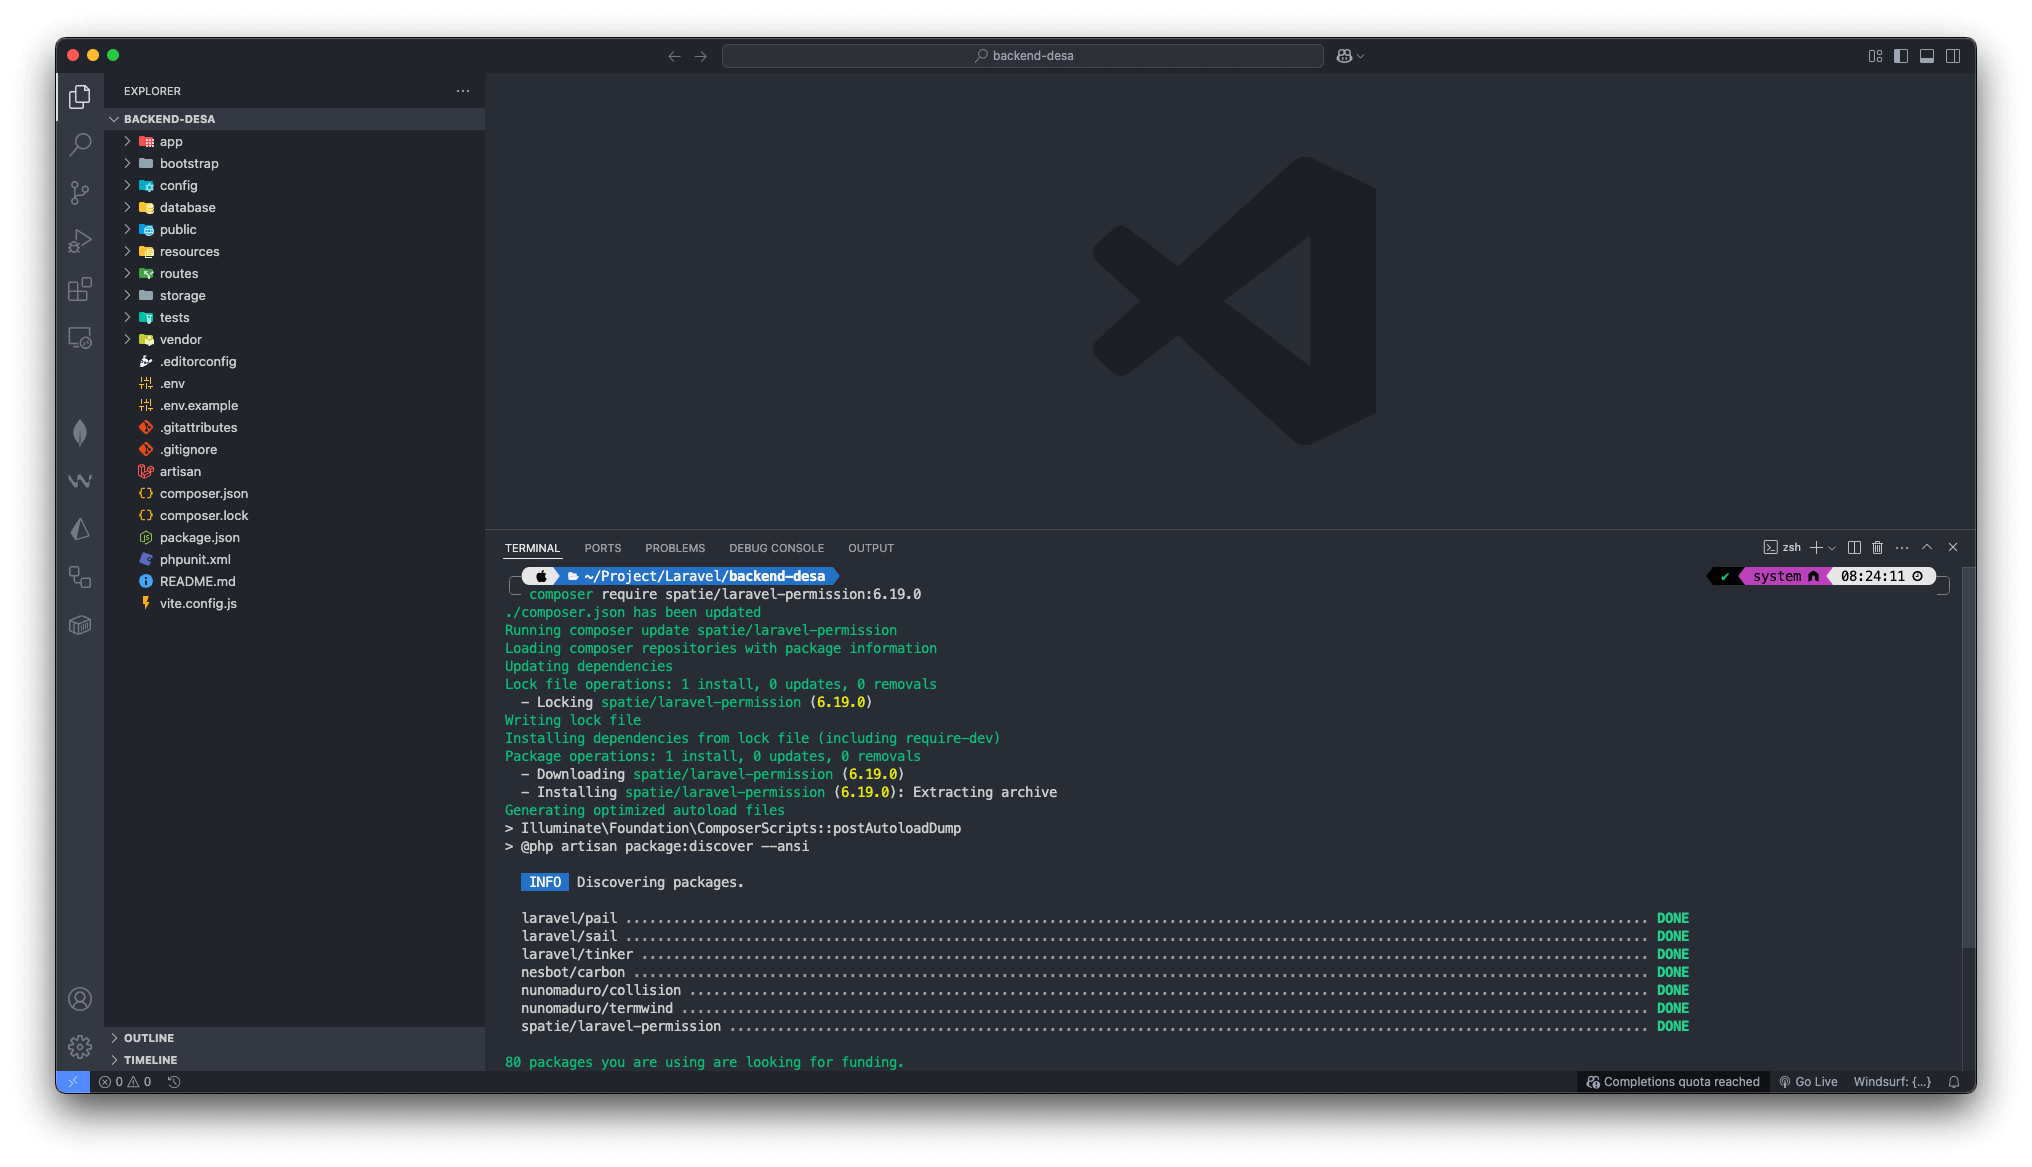 backend-desa
EXPLORER
BACKEND-DESA
app
bootstrap
config
database
public
resources
routes
storage
tests
vendor
.editorconfig
.env
.env.example
.gitattributes
.gitignore
artisan
composer.json
composer.lock
package.json
phpunit.xml
README.md
vite.config.js
OUTLINE
TIMELINE
TERMINAL PORTS PROBLEMS DEBUG CONSOLE OUTPUT zsh
~/Project/Laravel/backend-desa ✔ system 08:24:11
composer require spatie/laravel-permission:6.19.0
./composer.json has been updated
Running composer update spatie/laravel-permission
Loading composer repositories with package information
Updating dependencies
Lock file operations: 1 install, 0 updates, 0 removals
- Locking spatie/laravel-permission (6.19.0)
Writing lock file
Installing dependencies from lock file (including require-dev)
Package operations: 1 install, 0 updates, 0 removals
- Downloading spatie/laravel-permission (6.19.0)
- Installing spatie/laravel-permission (6.19.0): Extracting archive
Generating optimized autoload files
> Illuminate\Foundation\ComposerScripts::postAutoloadDump
> @php artisan package:discover --ansi
INFO Discovering packages.
laravel/pail ........ DONE
laravel/sail ........ DONE
laravel/tinker ........ DONE
nesbot/carbon ........ DONE
nunomaduro/collision ........ DONE
nunomaduro/termwind ........ DONE
spatie/laravel-permission ........ DONE
80 packages you are using are looking for funding.
0 0 Completions quota reached Go Live Windsurf: {...}